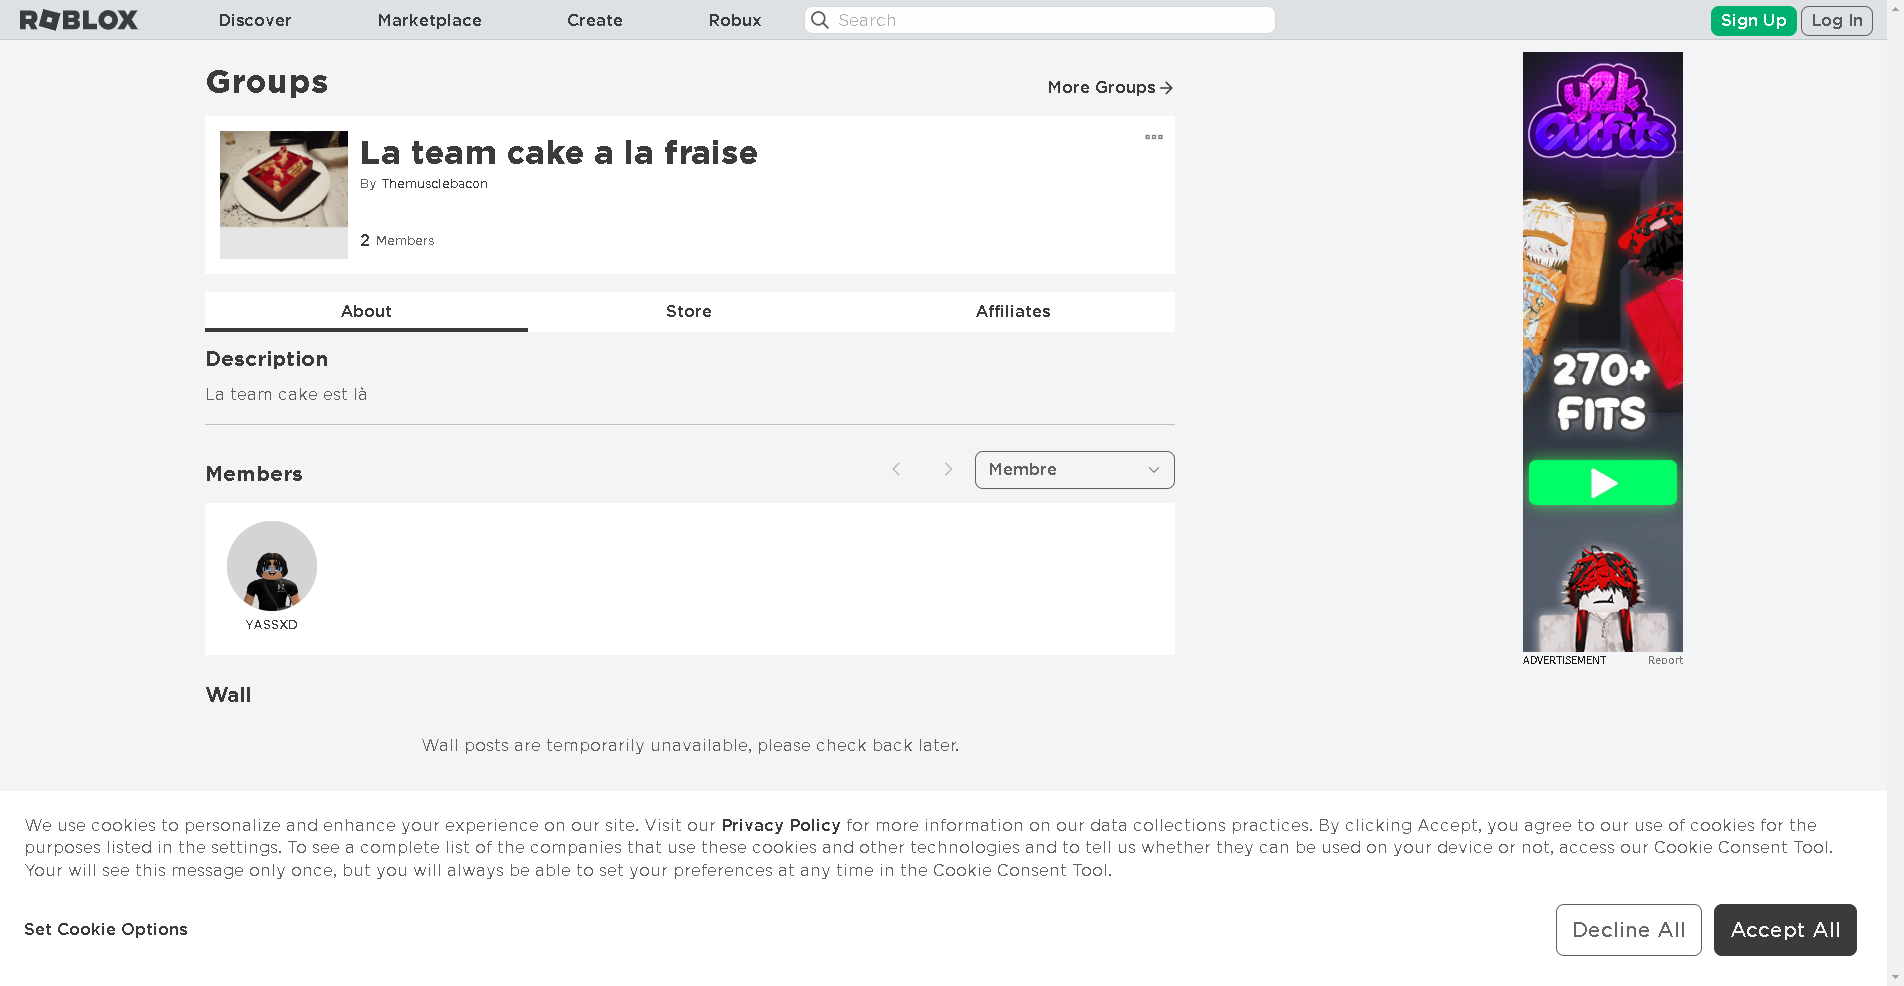 ROBLOX Discover Marketplace Create Robux Search Sign Up Log In
Groups
More Groups
La team cake a la fraise
By Themusclebacon
2 Members
About Store Affiliates
Description
La team cake est là
Members
Membre
YASSXD
Wall
Wall posts are temporarily unavailable, please check back later.
y2k
Outfits
270+
FITS
ADVERTISEMENT Report
We use cookies to personalize and enhance your experience on our site. Visit our Privacy Policy for more information on our data collections practices. By clicking Accept, you agree to our use of cookies for the
purposes listed in the settings. To see a complete list of the companies that use these cookies and other technologies and to tell us whether they can be used on your device or not, access our Cookie Consent Tool.
Your will see this message only once, but you will always be able to set your preferences at any time in the Cookie Consent Tool.
Set Cookie Options
Decline All
Accept All